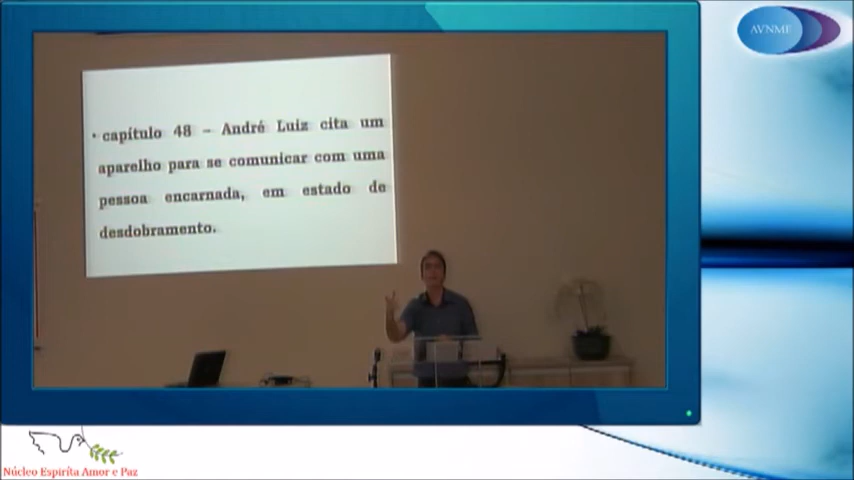 AVNMF
• capítulo 48 – André Luiz cita um
aparelho para se comunicar com uma
pessoa encarnada, em estado de
desdobramento.
Núcleo Espiríta Amor e Paz